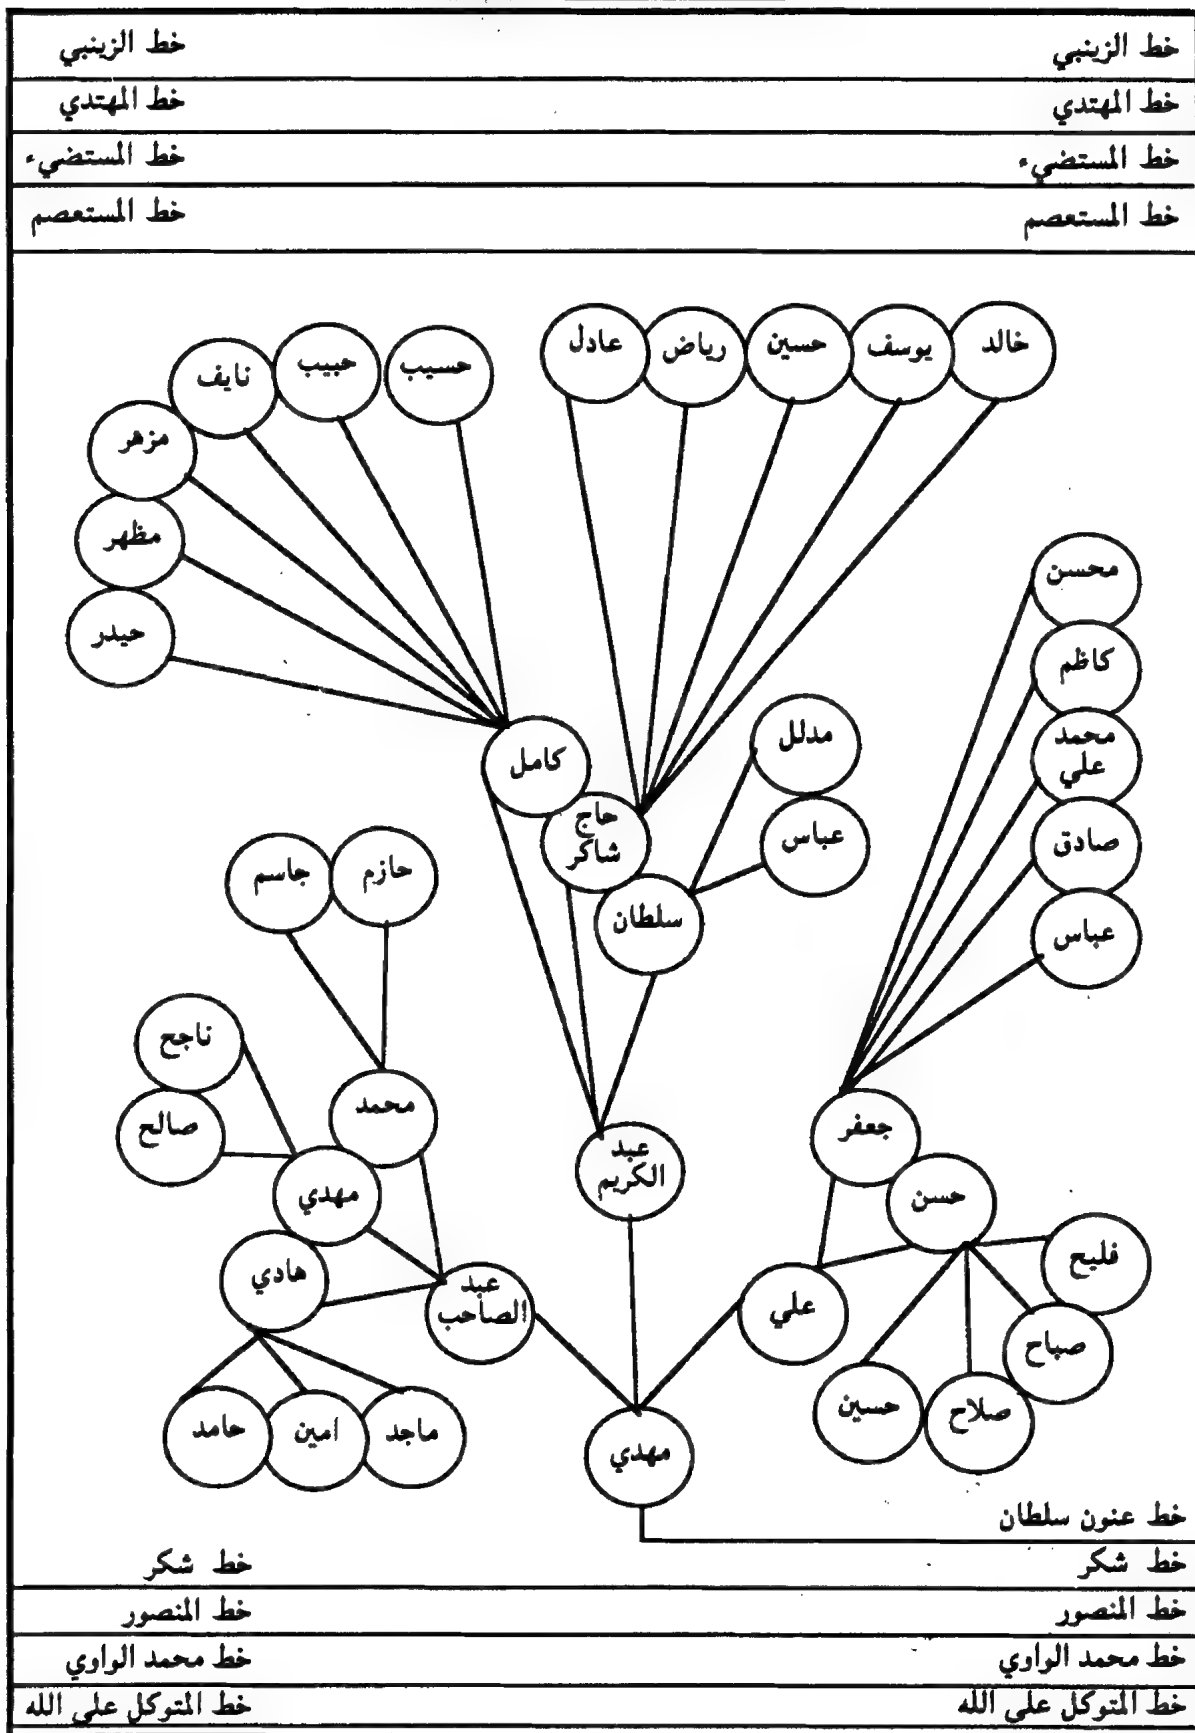 خط الزينبي خط الزينبي
خط المهتدي خط المهتدي
خط المستضيء خط المستضيء
خط المستعصم خط المستعصم
خالد
يوسف
حسين
رياض
عادل
حسيب
حبيب
نايف
مزهر
مظهر
حيدر
محسن
كاظم
محمد
علي
صادق
عباس
مدلل
عباس
كامل
حاج
شاكر
سلطان
حازم
جاسم
ناجح
صالح
محمد
مهدي
هادي
عبد
الكريم
جعفر
حسن
فليح
صباح
صلاح
حسين
علي
عبد
الصاحب
ماجد
امين
حامد
مهدي
خط عنون سلطان
خط شكر خط شكر
خط المنصور خط المنصور
خط محمد الواوي خط محمد الواوي
خط المتوكل على الله خط المتوكل على الله